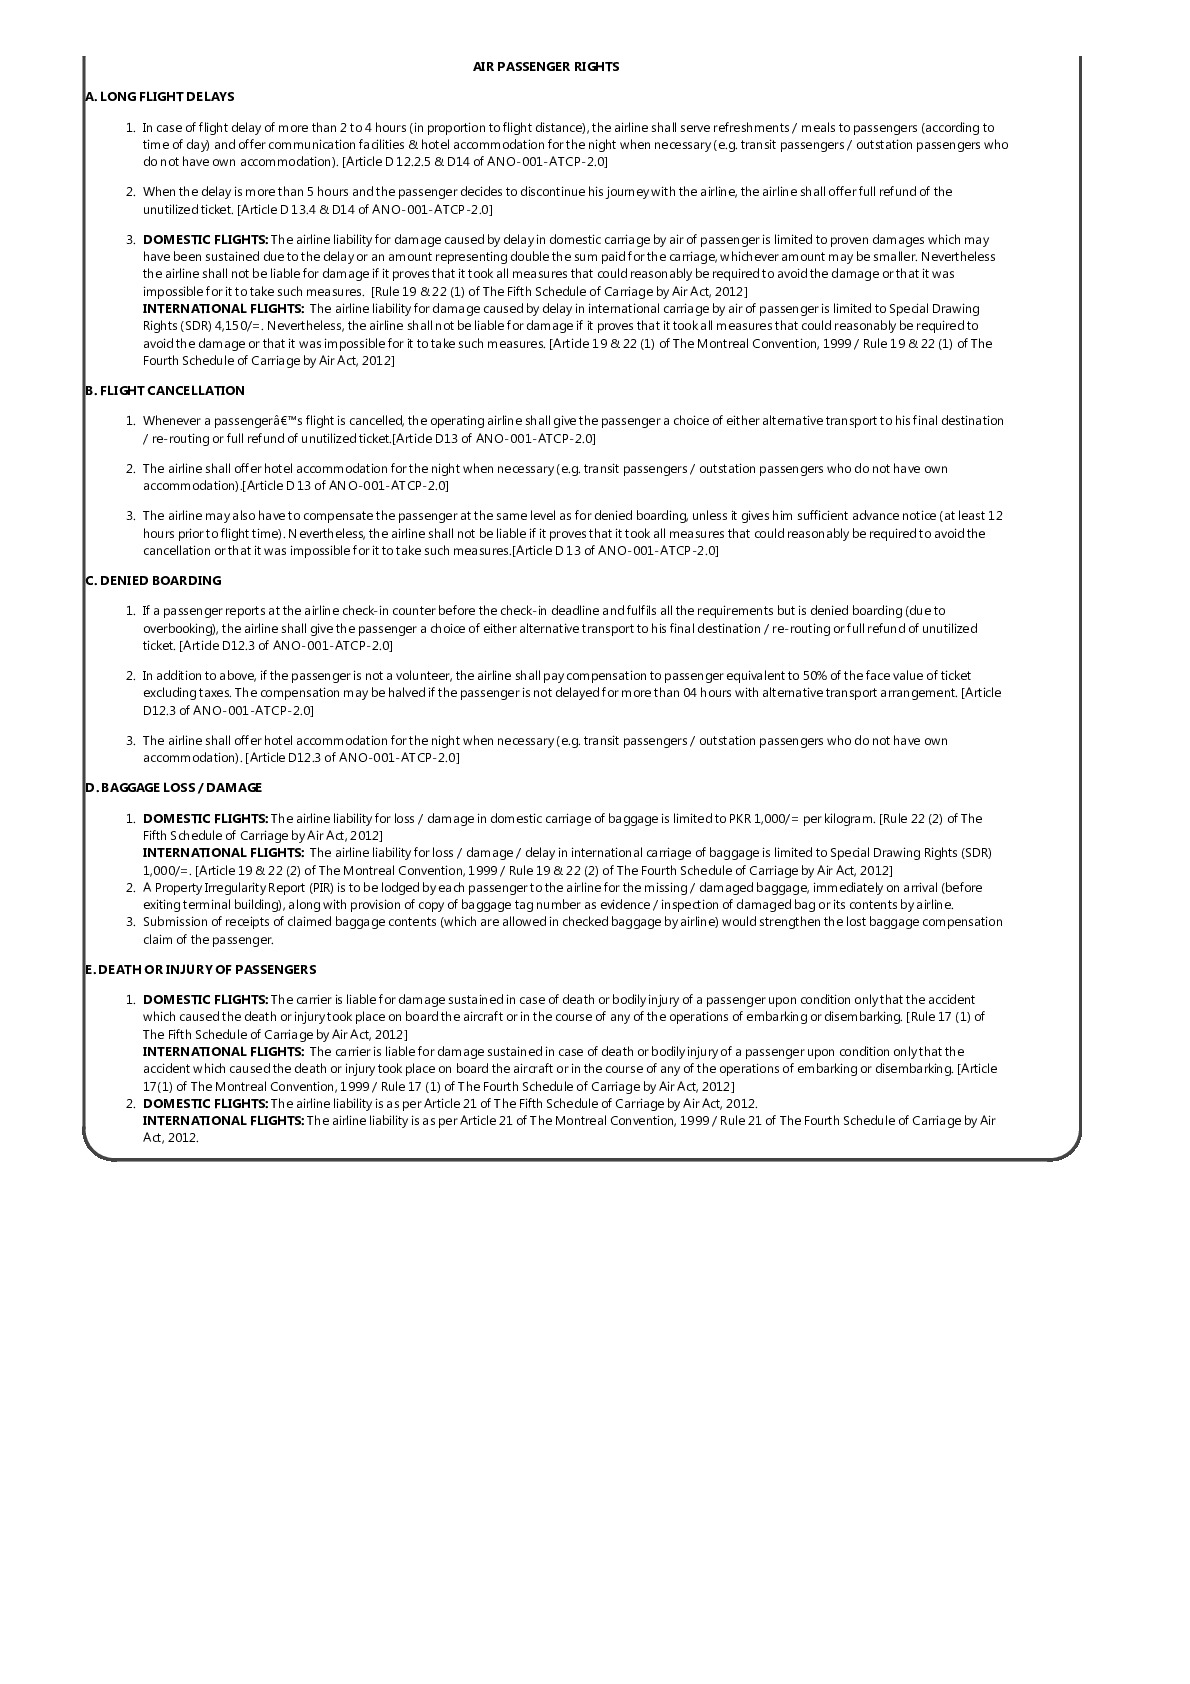 AIR PASSENGER RIGHTS
A. LONG FLIGHT DELAYS
1. In case of flight delay of more than 2 to 4 hours (in proportion to flight distance), the airline shall serve refreshments / meals to passengers (according to
time of day) and offer communication facilities & hotel accommodation for the night when necessary (e.g. transit passengers / outstation passengers who
do not have own accommodation). [Article D12.2.5 & D14 of ANO-001-ATCP-2.0]
2. When the delay is more than 5 hours and the passenger decides to discontinue his journey with the airline, the airline shall offer full refund of the
unutilized ticket. [Article D13.4 & D14 of ANO-001-ATCP-2.0]
3. DOMESTIC FLIGHTS: The airline liability for damage caused by delay in domestic carriage by air of passenger is limited to proven damages which may
have been sustained due to the delay or an amount representing double the sum paid for the carriage, whichever amount may be smaller. Nevertheless
the airline shall not be liable for damage if it proves that it took all measures that could reasonably be required to avoid the damage or that it was
impossible for it to take such measures. [Rule 19 & 22 (1) of The Fifth Schedule of Carriage by Air Act, 2012]
INTERNATIONAL FLIGHTS: The airline liability for damage caused by delay in international carriage by air of passenger is limited to Special Drawing
Rights (SDR) 4,150/=. Nevertheless, the airline shall not be liable for damage if it proves that it took all measures that could reasonably be required to
avoid the damage or that it was impossible for it to take such measures. [Article 19 & 22 (1) of The Montreal Convention, 1999 / Rule 19 & 22 (1) of The
Fourth Schedule of Carriage by Air Act, 2012]
B. FLIGHT CANCELLATION
1. Whenever a passengerâ€™s flight is cancelled, the operating airline shall give the passenger a choice of either alternative transport to his final destination
/ re-routing or full refund of unutilized ticket.[Article D13 of ANO-001-ATCP-2.0]
2. The airline shall offer hotel accommodation for the night when necessary (e.g. transit passengers / outstation passengers who do not have own
accommodation).[Article D13 of ANO-001-ATCP-2.0]
3. The airline may also have to compensate the passenger at the same level as for denied boarding, unless it gives him sufficient advance notice (at least 12
hours prior to flight time). Nevertheless, the airline shall not be liable if it proves that it took all measures that could reasonably be required to avoid the
cancellation or that it was impossible for it to take such measures.[Article D13 of ANO-001-ATCP-2.0]
C. DENIED BOARDING
1. If a passenger reports at the airline check-in counter before the check-in deadline and fulfils all the requirements but is denied boarding (due to
overbooking), the airline shall give the passenger a choice of either alternative transport to his final destination / re-routing or full refund of unutilized
ticket. [Article D12.3 of ANO-001-ATCP-2.0]
2. In addition to above, if the passenger is not a volunteer, the airline shall pay compensation to passenger equivalent to 50% of the face value of ticket
excluding taxes. The compensation may be halved if the passenger is not delayed for more than 04 hours with alternative transport arrangement. [Article
D12.3 of ANO-001-ATCP-2.0]
3. The airline shall offer hotel accommodation for the night when necessary (e.g. transit passengers / outstation passengers who do not have own
accommodation). [Article D12.3 of ANO-001-ATCP-2.0]
D. BAGGAGE LOSS / DAMAGE
1. DOMESTIC FLIGHTS: The airline liability for loss / damage in domestic carriage of baggage is limited to PKR 1,000/= per kilogram. [Rule 22 (2) of The
Fifth Schedule of Carriage by Air Act, 2012]
INTERNATIONAL FLIGHTS: The airline liability for loss / damage / delay in international carriage of baggage is limited to Special Drawing Rights (SDR)
1,000/=. [Article 19 & 22 (2) of The Montreal Convention, 1999 / Rule 19 & 22 (2) of The Fourth Schedule of Carriage by Air Act, 2012]
2. A Property Irregularity Report (PIR) is to be lodged by each passenger to the airline for the missing / damaged baggage, immediately on arrival (before
exiting terminal building), along with provision of copy of baggage tag number as evidence / inspection of damaged bag or its contents by airline.
3. Submission of receipts of claimed baggage contents (which are allowed in checked baggage by airline) would strengthen the lost baggage compensation
claim of the passenger.
E. DEATH OR INJURY OF PASSENGERS
1. DOMESTIC FLIGHTS: The carrier is liable for damage sustained in case of death or bodily injury of a passenger upon condition only that the accident
which caused the death or injury took place on board the aircraft or in the course of any of the operations of embarking or disembarking. [Rule 17 (1) of
The Fifth Schedule of Carriage by Air Act, 2012]
INTERNATIONAL FLIGHTS: The carrier is liable for damage sustained in case of death or bodily injury of a passenger upon condition only that the
accident which caused the death or injury took place on board the aircraft or in the course of any of the operations of embarking or disembarking. [Article
17(1) of The Montreal Convention, 1999 / Rule 17 (1) of The Fourth Schedule of Carriage by Air Act, 2012]
2. DOMESTIC FLIGHTS: The airline liability is as per Article 21 of The Fifth Schedule of Carriage by Air Act, 2012.
INTERNATIONAL FLIGHTS: The airline liability is as per Article 21 of The Montreal Convention, 1999 / Rule 21 of The Fourth Schedule of Carriage by Air
Act, 2012.